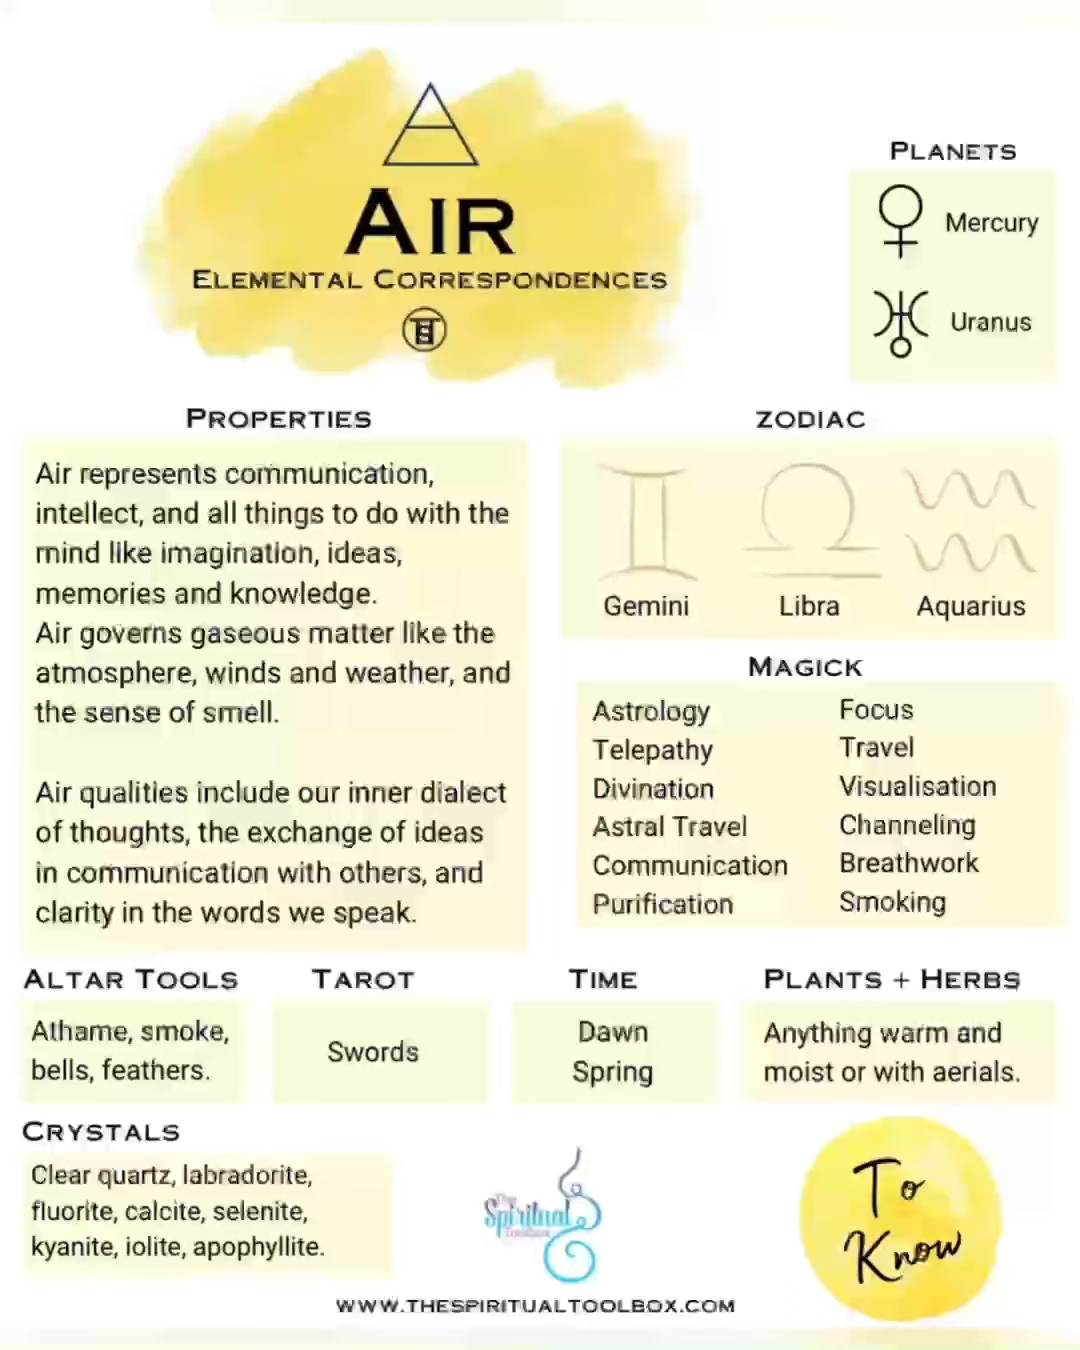 AIR
ELEMENTAL CORRESPONDENCES
PLANETS
Mercury
Uranus
PROPERTIES
Air represents communication,
intellect, and all things to do with the
mind like imagination, ideas,
memories and knowledge.
Air governs gaseous matter like the
atmosphere, winds and weather, and
the sense of smell.
Air qualities include our inner dialect
of thoughts, the exchange of ideas
in communication with others, and
clarity in the words we speak.
ZODIAC
Gemini Libra Aquarius
MAGICK
Astrology
Telepathy
Divination
Astral Travel
Communication
Purification
Focus
Travel
Visualisation
Channeling
Breathwork
Smoking
ALTAR TOOLS
Athame, smoke,
bells, feathers.
TAROT
Swords
TIME
Dawn
Spring
PLANTS + HERBS
Anything warm and
moist or with aerials.
CRYSTALS
Clear quartz, labradorite,
fluorite, calcite, selenite,
kyanite, iolite, apophyllite.
The
Spiritual
Toolbox
To
Know
WWW.THESPIRITUALTOOLBOX.COM